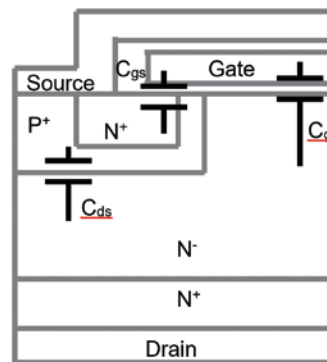 Cgs
Gate
Source
P+
N+
Cds
N-
N+
Drain